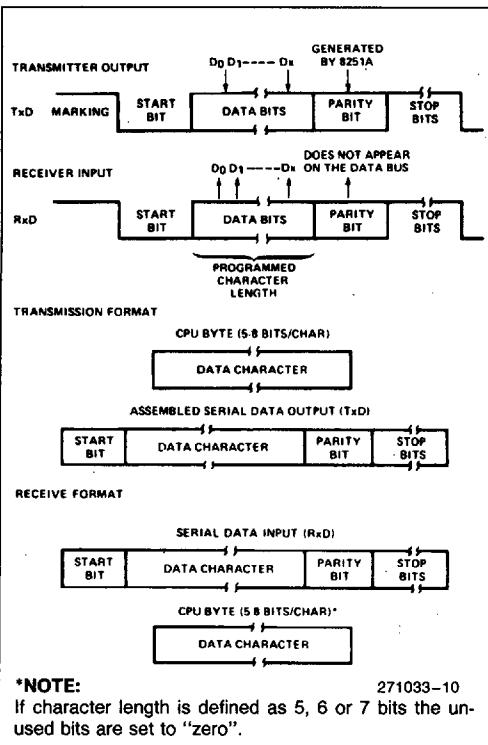 GENERATED
TRANSMITTER OUTPUT D0 D1 ---- Dx BY 8251A
TxD MARKING START BIT DATA BITS PARITY BIT STOP BITS
RECEIVER INPUT D0 D1 ---- Dx DOES NOT APPEAR ON THE DATA BUS
RxD START BIT DATA BITS PARITY BIT STOP BITS
PROGRAMMED
CHARACTER
LENGTH
TRANSMISSION FORMAT
CPU BYTE (5-8 BITS/CHAR)
DATA CHARACTER
ASSEMBLED SERIAL DATA OUTPUT (TxD)
START BIT DATA CHARACTER PARITY BIT STOP BITS
RECEIVE FORMAT
SERIAL DATA INPUT (RxD)
START BIT DATA CHARACTER PARITY BIT STOP BITS
CPU BYTE (5 8 BITS/CHAR)*
DATA CHARACTER
*NOTE: 271033–10
If character length is defined as 5, 6 or 7 bits the un-
used bits are set to "zero".